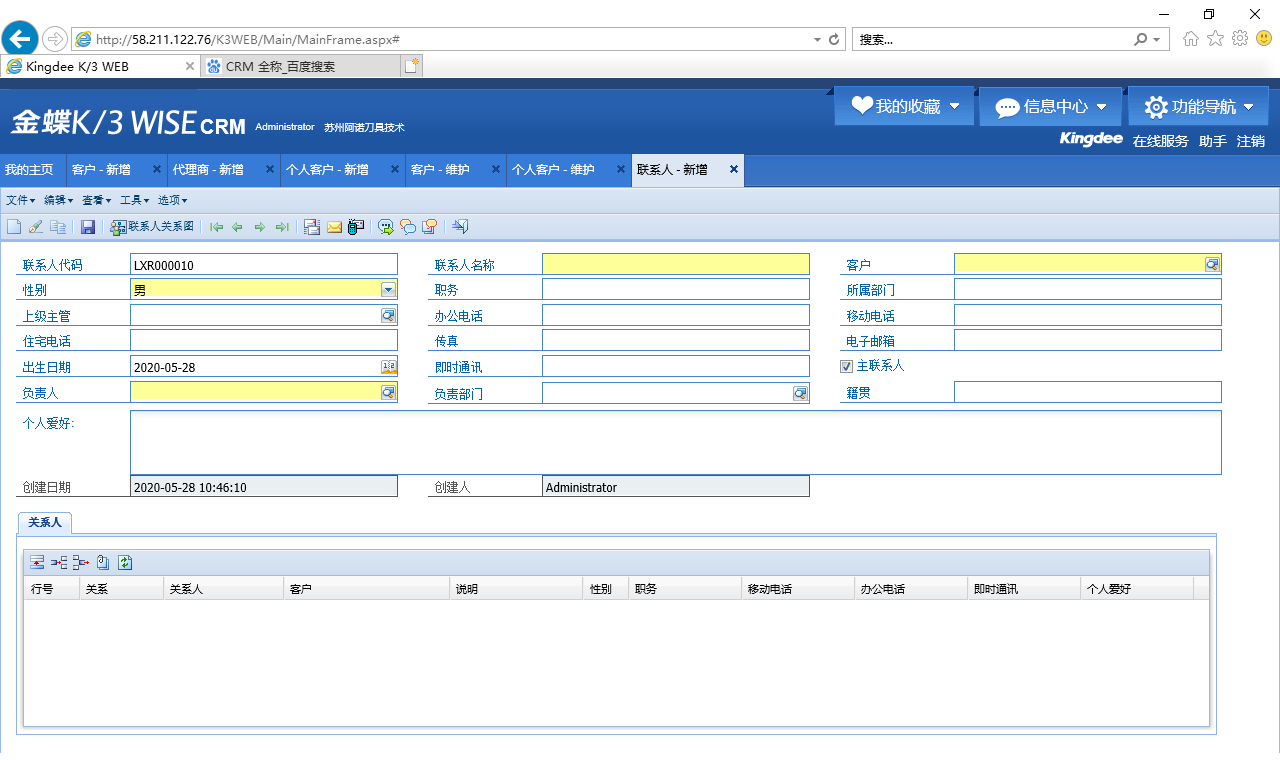 http://58.211.122.76/K3WEB/Main/MainFrame.aspx#
搜索...
Kingdee K/3 WEB
CRM 全称_百度搜索
金蝶K/3 WISE CRM Administrator 苏州阿诺刀具技术
我的收藏 信息中心 功能导航
Kingdee 在线服务 助手 注销
我的主页 客户 - 新增 代理商 - 新增 个人客户 - 新增 客户 - 维护 个人客户 - 维护 联系人 - 新增
文件 编辑 查看 工具 选项
联系人关系图
联系人代码 LXR000010 联系人名称 客户
性别 男 职务 所属部门
上级主管 办公电话 移动电话
住宅电话 传真 电子邮箱
出生日期 2020-05-28 即时通讯 主联系人
负责人 负责部门 籍贯
个人爱好:
创建日期 2020-05-28 10:46:10 创建人 Administrator
关系人
行号 关系 关系人 客户 说明 性别 职务 移动电话 办公电话 即时通讯 个人爱好